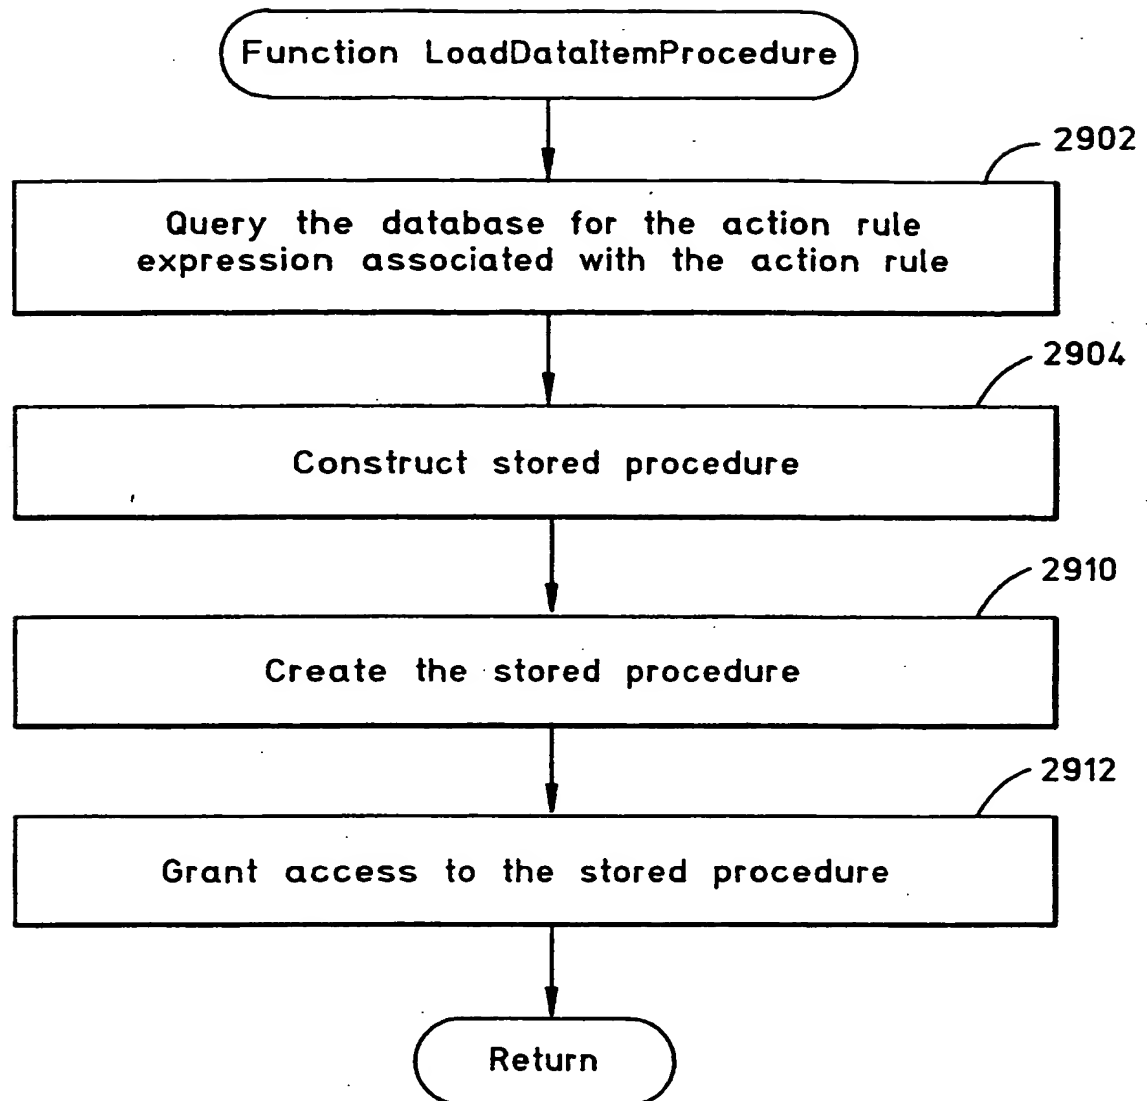 Function LoadDataItemProcedure
2902
Query the database for the action rule
expression associated with the action rule
2904
Construct stored procedure
2910
Create the stored procedure
2912
Grant access to the stored procedure
Return